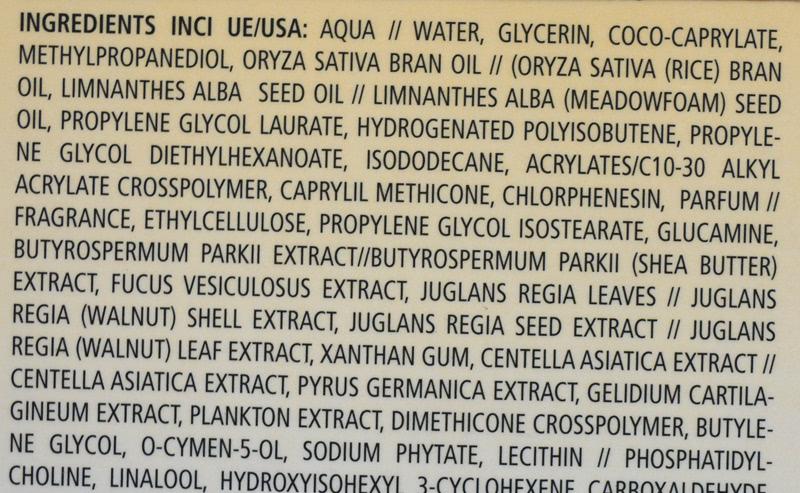 INGREDIENTS INCI UE/USA: AQUA // WATER, GLYCERIN, COCO-CAPRYLATE,
METHYLPROPANEDIOL, ORYZA SATIVA BRAN OIL // (ORYZA SATIVA (RICE) BRAN
OIL, LIMNANTHES ALBA SEED OIL // LIMNANTHES ALBA (MEADOWFOAM) SEED
OIL, PROPYLENE GLYCOL LAURATE, HYDROGENATED POLYISOBUTENE, PROPYLE-
NE GLYCOL DIETHYLHEXANOATE, ISODODECANE, ACRYLATES/C10-30 ALKYL
ACRYLATE CROSSPOLYMER, CAPRYLIL METHICONE, CHLORPHENESIN, PARFUM //
FRAGRANCE, ETHYLCELLULOSE, PROPYLENE GLYCOL ISOSTEARATE, GLUCAMINE,
BUTYROSPERMUM PARKII EXTRACT//BUTYROSPERMUM PARKII (SHEA BUTTER)
EXTRACT, FUCUS VESICULOSUS EXTRACT, JUGLANS REGIA LEAVES // JUGLANS
REGIA (WALNUT) SHELL EXTRACT, JUGLANS REGIA SEED EXTRACT // JUGLANS
REGIA (WALNUT) LEAF EXTRACT, XANTHAN GUM, CENTELLA ASIATICA EXTRACT //
CENTELLA ASIATICA EXTRACT, PYRUS GERMANICA EXTRACT, GELIDIUM CARTILA-
GINEUM EXTRACT, PLANKTON EXTRACT, DIMETHICONE CROSSPOLYMER, BUTYLE-
NE GLYCOL, O-CYMEN-5-OL, SODIUM PHYTATE, LECITHIN // PHOSPHATIDYL-
CHOLINE, LINALOOL, HYDROXYISOHEXYL 3-CYCLOHEXENE CARBOXALDEHYDE,